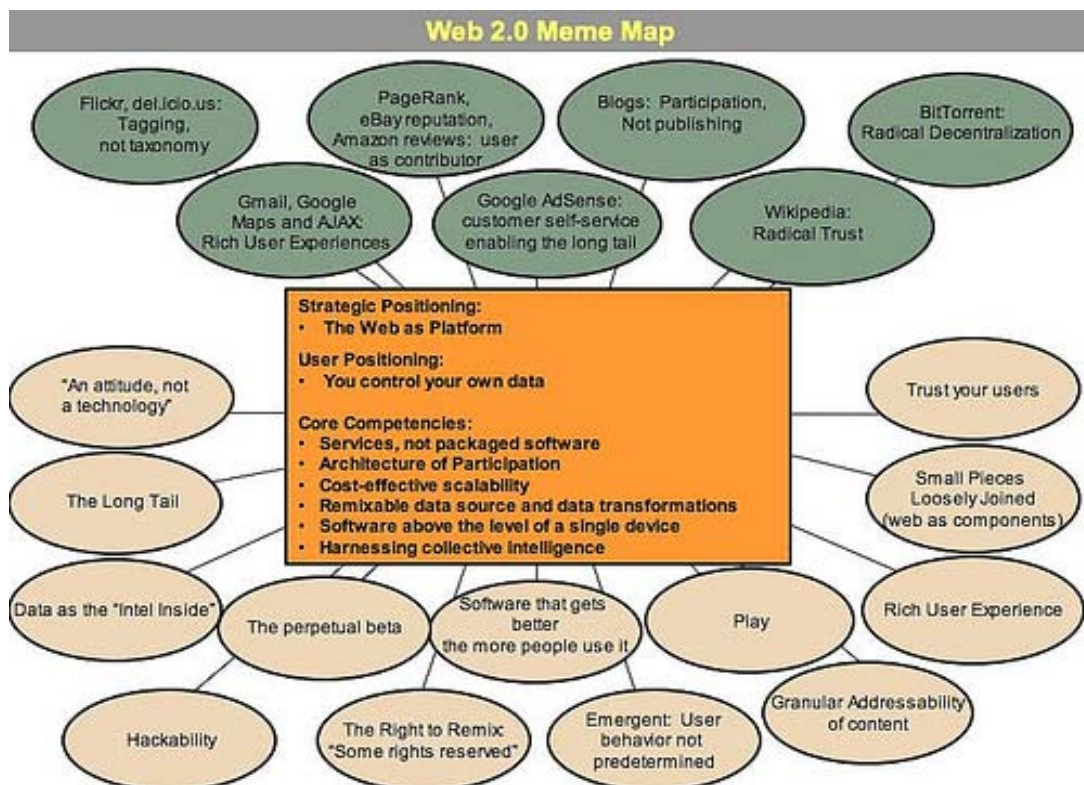 Web 2.0 Meme Map
Flickr, del.icio.us:
Tagging,
not taxonomy
PageRank,
eBay reputation,
Amazon reviews: user
as contributor
Blogs: Participation,
Not publishing
BitTorrent:
Radical Decentralization
Gmail, Google
Maps and AJAX:
Rich User Experiences
Google AdSense:
customer self-service
enabling the long tail
Wikipedia:
Radical Trust
Strategic Positioning:
• The Web as Platform
User Positioning:
• You control your own data
Core Competencies:
• Services, not packaged software
• Architecture of Participation
• Cost-effective scalability
• Remixable data source and data transformations
• Software above the level of a single device
• Harnessing collective intelligence
"An attitude, not
a technology"
Trust your users
The Long Tail
Small Pieces
Loosely Joined
(web as components)
Data as the "Intel Inside"
The perpetual beta
Software that gets
better
the more people use it
Play
Rich User Experience
Hackability
The Right to Remix:
"Some rights reserved"
Emergent: User
behavior not
predetermined
Granular Addressability
of content